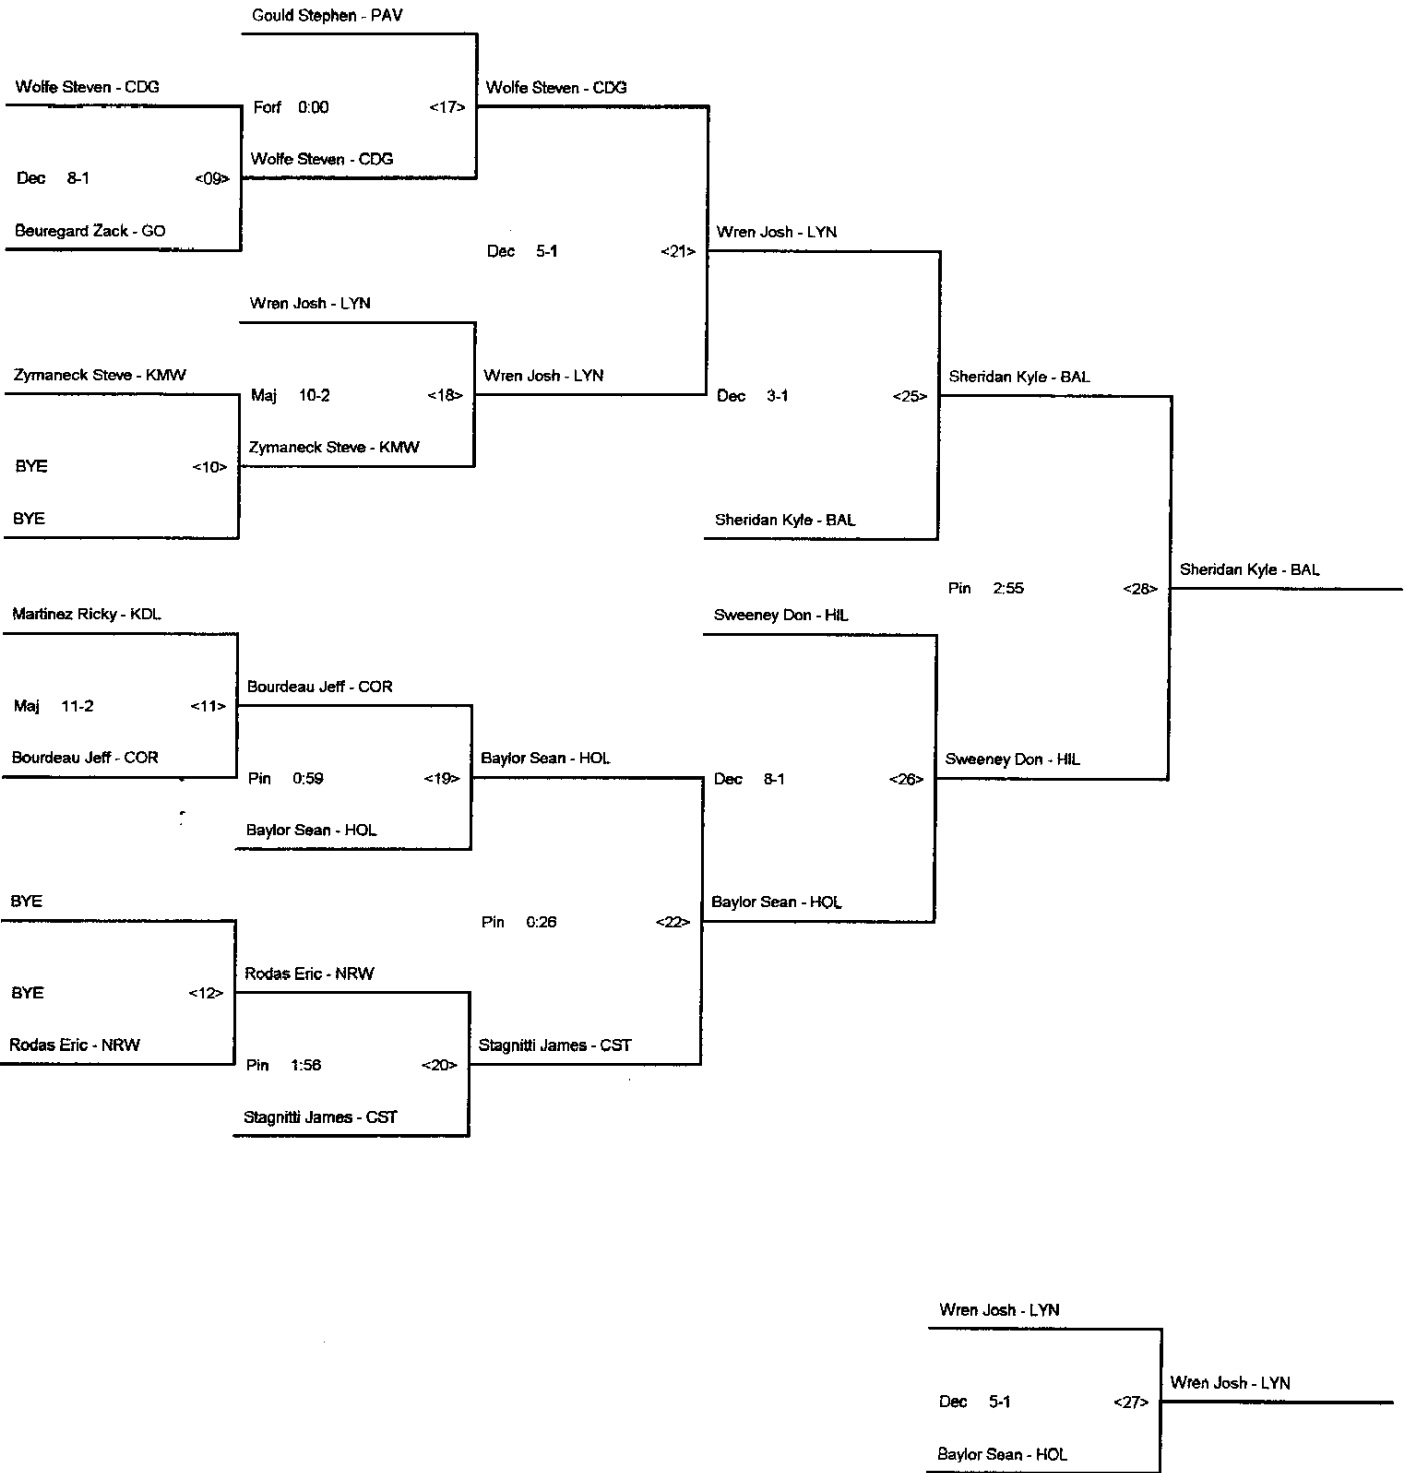 Gould Stephen - PAV
Wolfe Steven - CDG
Forf 0:00 <17>
Wolfe Steven - CDG
Wolfe Steven - CDG
Dec 8-1 <09>
Beuregard Zack - GO
Dec 5-1 <21>
Wren Josh - LYN
Wren Josh - LYN
Zymaneck Steve - KMW
Maj 10-2 <18>
Wren Josh - LYN
Dec 3-1 <25>
Sheridan Kyle - BAL
Zymaneck Steve - KMW
BYE <10>
BYE
Sheridan Kyle - BAL
Pin 2:55 <28>
Sheridan Kyle - BAL
Martinez Ricky - KDL
Sweeney Don - HIL
Maj 11-2 <11>
Bourdeau Jeff - COR
Bourdeau Jeff - COR
Pin 0:59 <19>
Baylor Sean - HOL
Dec 8-1 <26>
Sweeney Don - HIL
Baylor Sean - HOL
BYE
Pin 0:26 <22>
Baylor Sean - HOL
BYE <12>
Rodas Eric - NRW
Rodas Eric - NRW
Pin 1:56 <20>
Stagnitti James - CST
Stagnitti James - CST
Wren Josh - LYN
Dec 5-1 <27>
Wren Josh - LYN
Baylor Sean - HOL